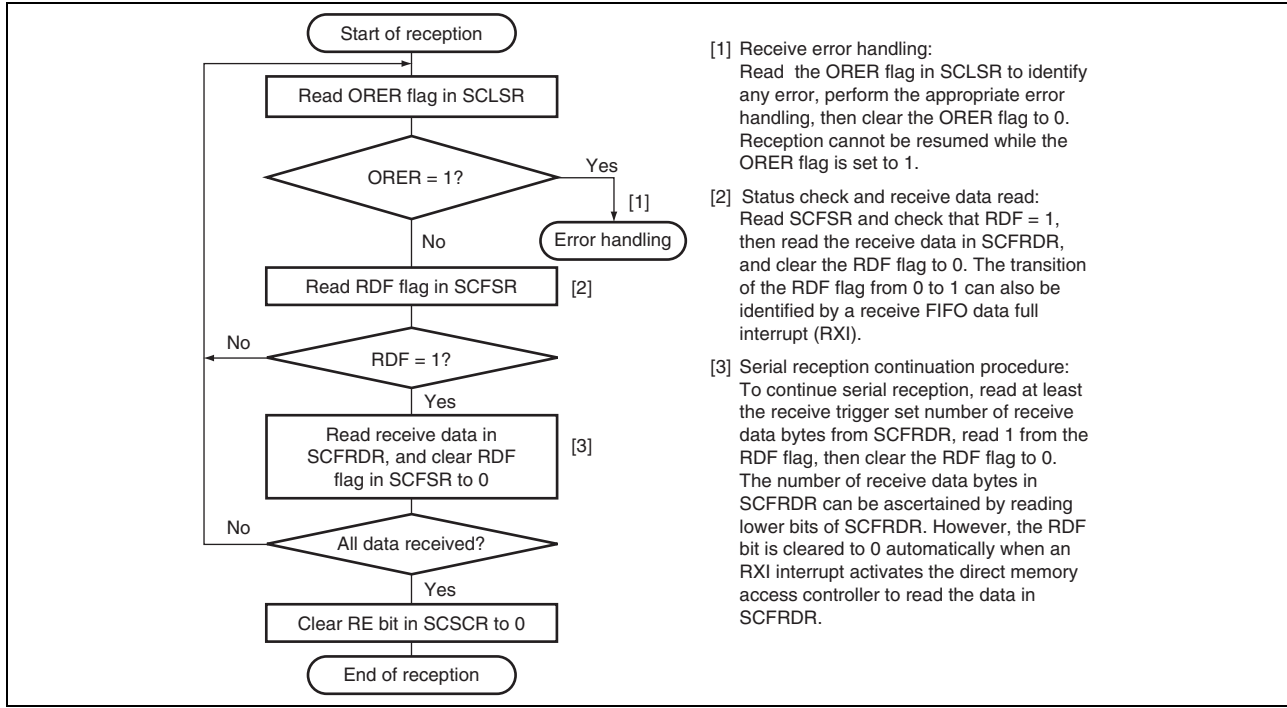 Start of reception
Read ORER flag in SCLSR
ORER = 1?
Yes
[1]
Error handling
No
Read RDF flag in SCFSR
[2]
No
RDF = 1?
Yes
Read receive data in
SCFRDR, and clear RDF
flag in SCFSR to 0
[3]
No
All data received?
Yes
Clear RE bit in SCSCR to 0
End of reception
[1] Receive error handling:
Read the ORER flag in SCLSR to identify
any error, perform the appropriate error
handling, then clear the ORER flag to 0.
Reception cannot be resumed while the
ORER flag is set to 1.
[2] Status check and receive data read:
Read SCFSR and check that RDF = 1,
then read the receive data in SCFRDR,
and clear the RDF flag to 0. The transition
of the RDF flag from 0 to 1 can also be
identified by a receive FIFO data full
interrupt (RXI).
[3] Serial reception continuation procedure:
To continue serial reception, read at least
the receive trigger set number of receive
data bytes from SCFRDR, read 1 from the
RDF flag, then clear the RDF flag to 0.
The number of receive data bytes in
SCFRDR can be ascertained by reading
lower bits of SCFRDR. However, the RDF
bit is cleared to 0 automatically when an
RXI interrupt activates the direct memory
access controller to read the data in
SCFRDR.